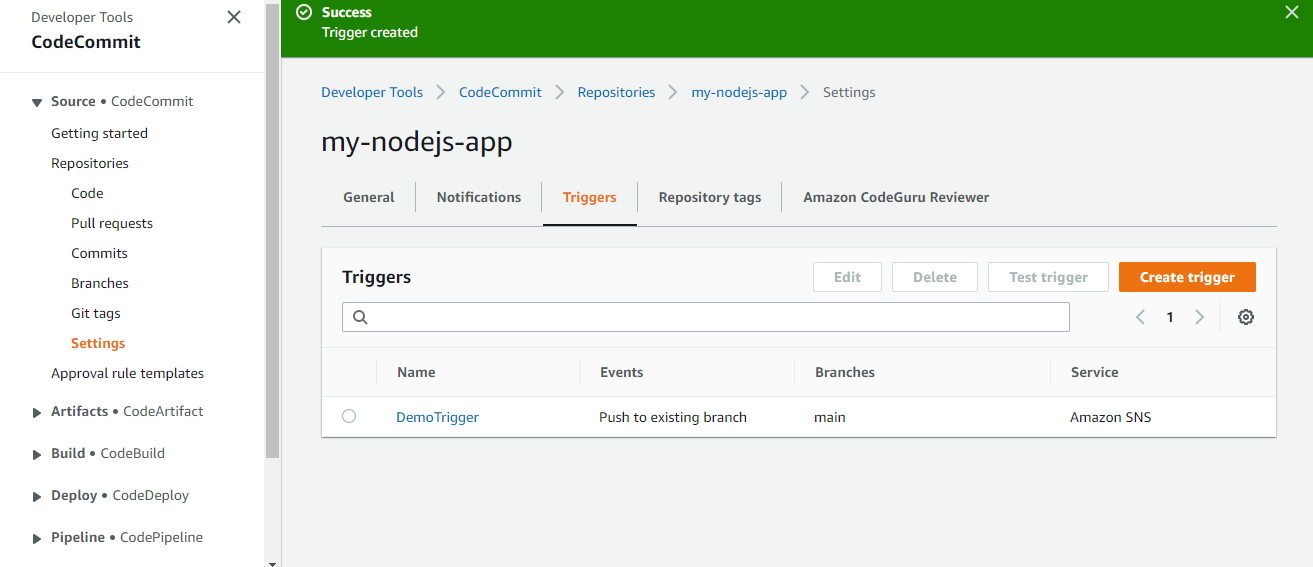 Developer Tools
CodeCommit
Source • CodeCommit
Getting started
Repositories
Code
Pull requests
Commits
Branches
Git tags
Settings
Approval rule templates
Artifacts • CodeArtifact
Build • CodeBuild
Deploy • CodeDeploy
Pipeline • CodePipeline
Success
Trigger created
Developer Tools > CodeCommit > Repositories > my-nodejs-app > Settings
my-nodejs-app
General Notifications Triggers Repository tags Amazon CodeGuru Reviewer
Triggers Edit Delete Test trigger Create trigger
1
Name Events Branches Service
DemoTrigger Push to existing branch main Amazon SNS